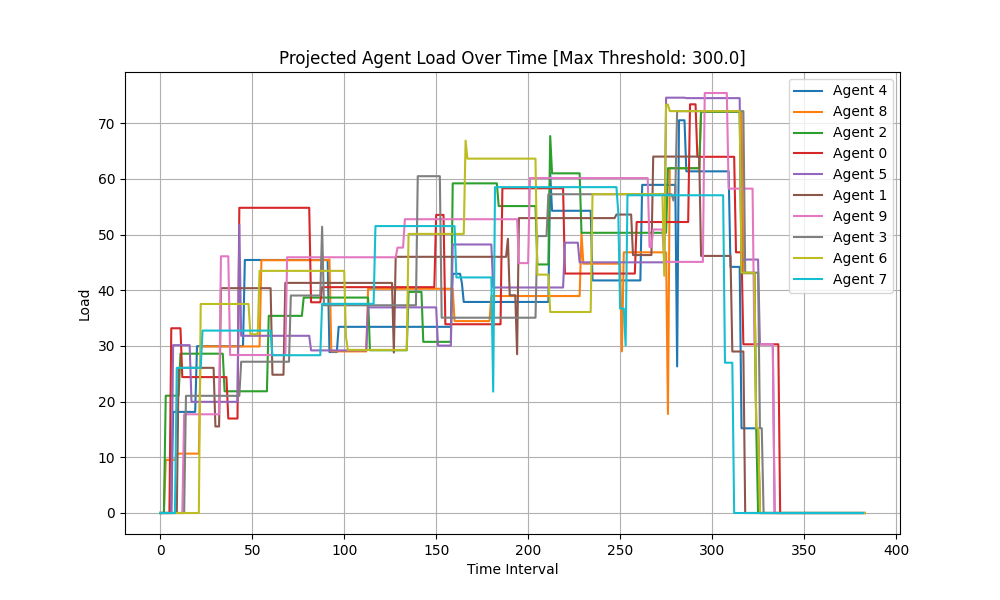 Projected Agent Load Over Time [Max Threshold: 300.0]
Load
70
60
50
40
30
20
10
0
0 50 100 150 200 250 300 350 400
Time Interval
Agent 4
Agent 8
Agent 2
Agent 0
Agent 5
Agent 1
Agent 9
Agent 3
Agent 6
Agent 7